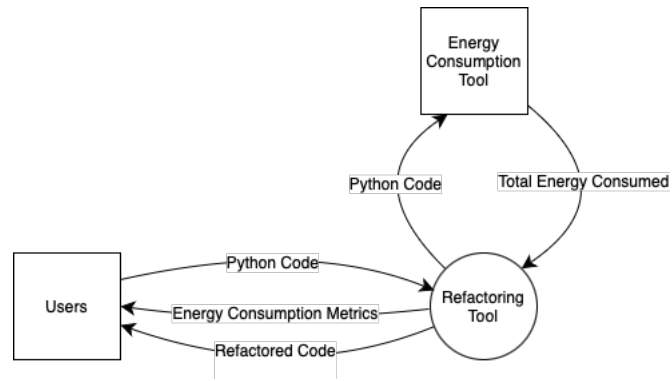 Energy
Consumption
Tool
Python Code
Total Energy Consumed
Python Code
Users
Energy Consumption Metrics
Refactoring
Tool
Refactored Code